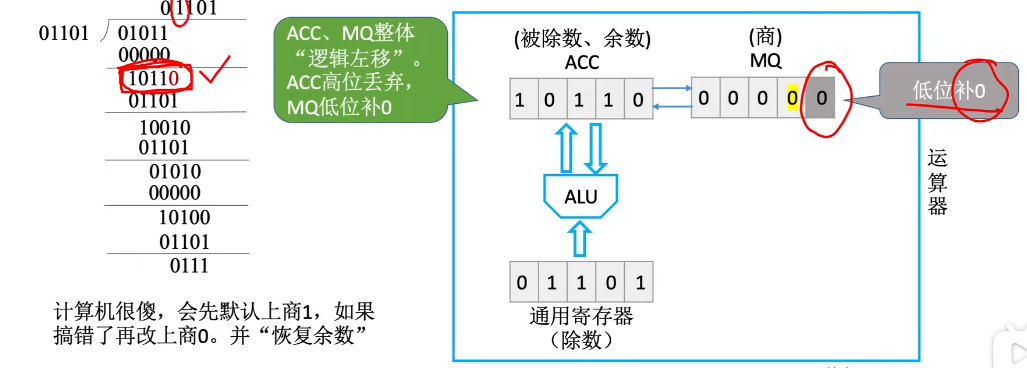 01101
01101
01011
00000
10110
01101
10010
01101
01010
00000
10100
01101
0111
计算机很傻，会先默认上商1，如果
搞错了再改上商0。并“恢复余数”
ACC、MQ整体
“逻辑左移”。
ACC高位丢弃，
MQ低位补0
(被除数、余数)
ACC
1 0 1 1 0
(商)
MQ
0 0 0 0 0
低位补0
ALU
0 1 1 0 1
通用寄存器
（除数）
运算器